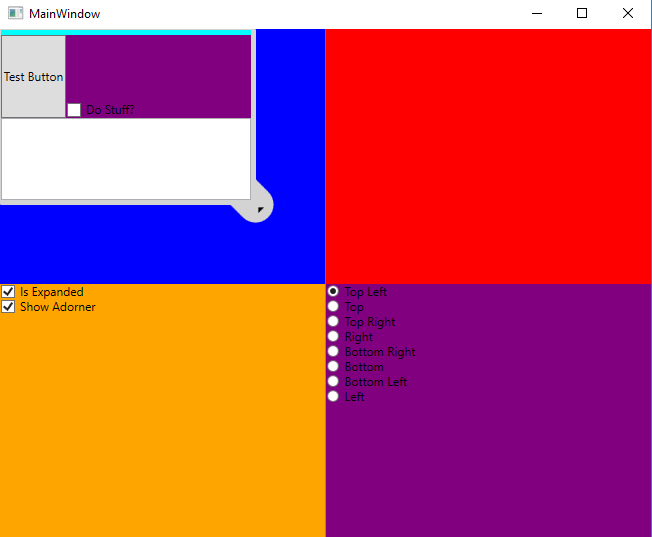 MainWindow
Test Button
Do Stuff?
Is Expanded
Show Adorner
Top Left
Top
Top Right
Right
Bottom Right
Bottom
Bottom Left
Left